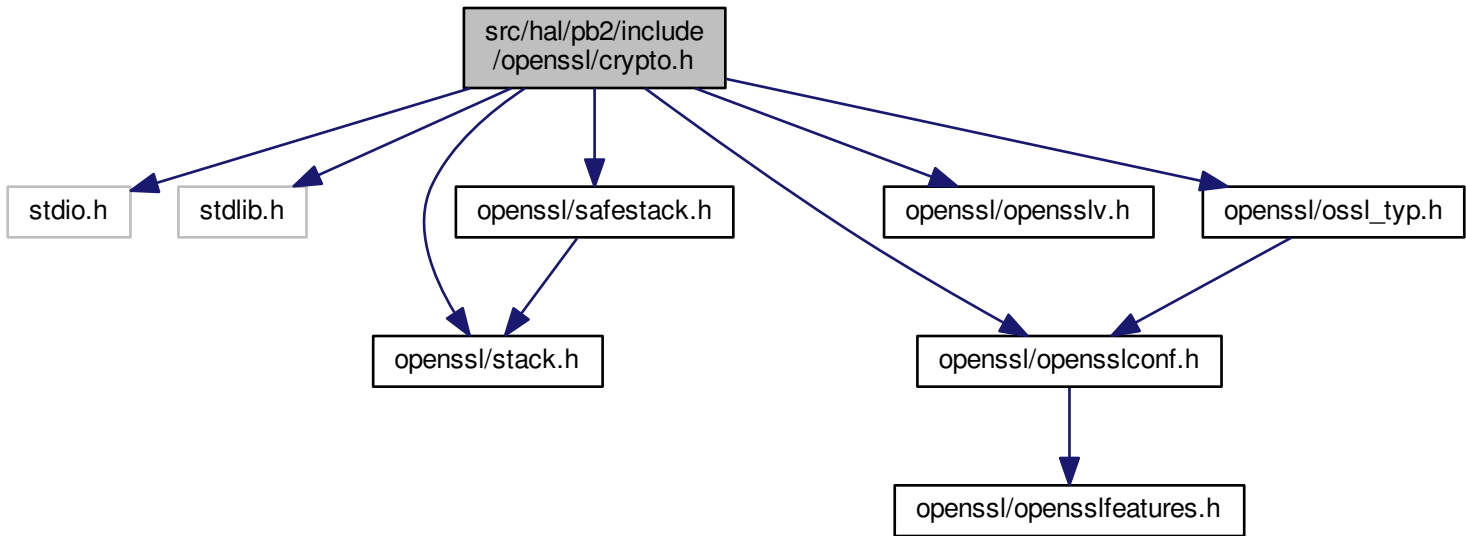 src/hal/pb2/include
/openssl/crypto.h
stdio.h
stdlib.h
openssl/safestack.h
openssl/opensslv.h
openssl/ossl_typ.h
openssl/stack.h
openssl/opensslconf.h
openssl/opensslfeatures.h